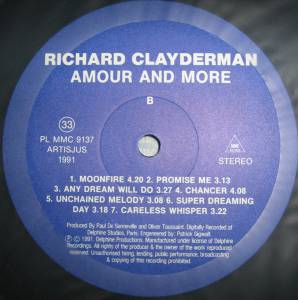 RICHARD CLAYDERMAN
AMOUR AND MORE
B
33
PL MMC 9137
ARTISJUS
1991
MMC
STEREO
1. MOONFIRE 4.20 2. PROMISE ME 3.13
3. ANY DREAM WILL DO 3.27 4. CHANCER 4.08
5. UNCHAINED MELODY 3.08 6. SUPER DREAMING
DAY 3.18 7. CARELESS WHISPER 3.22
Produced By Paul De Senneville and Olivier Toussaint. Digitally Recorded at
Delphine Studios, Paris. Engeneered by: Patrick Sigwalt
© 1991. Delphine Productions. Manufactured under license of Delphine
Recordings. All rights of the producer & the owner of the work reserved.
Unauthorised hiring, lending, public performance, broadcasting
& copying of this record prohibited.